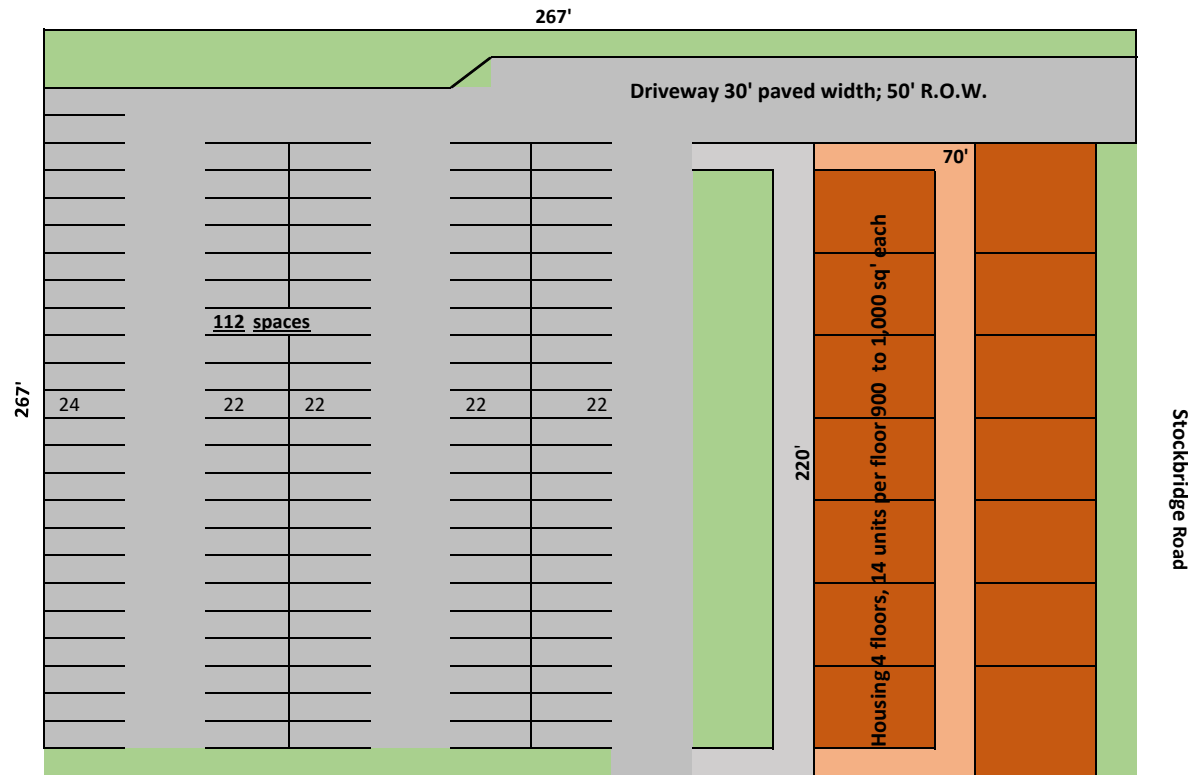 267'
Driveway 30' paved width; 50' R.O.W.
70'
112 spaces
267'
24
22
22
22
22
220'
Housing 4 floors, 14 units per floor 900 to 1,000 sq' each
Stockbridge Road